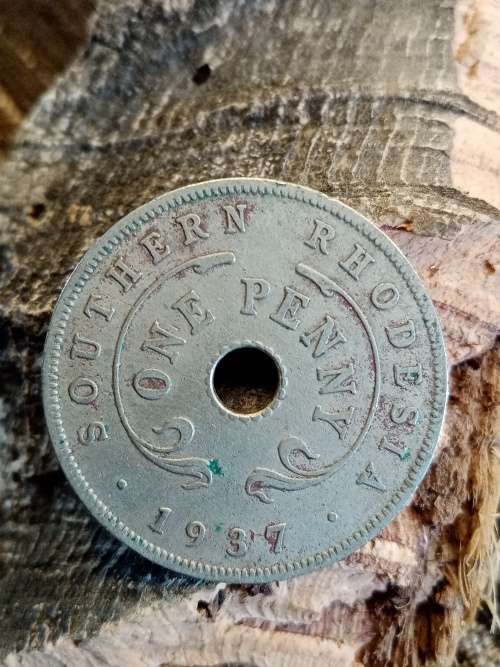 SOUTHERN RHODESIA
ONE PENNY
· 1937 ·